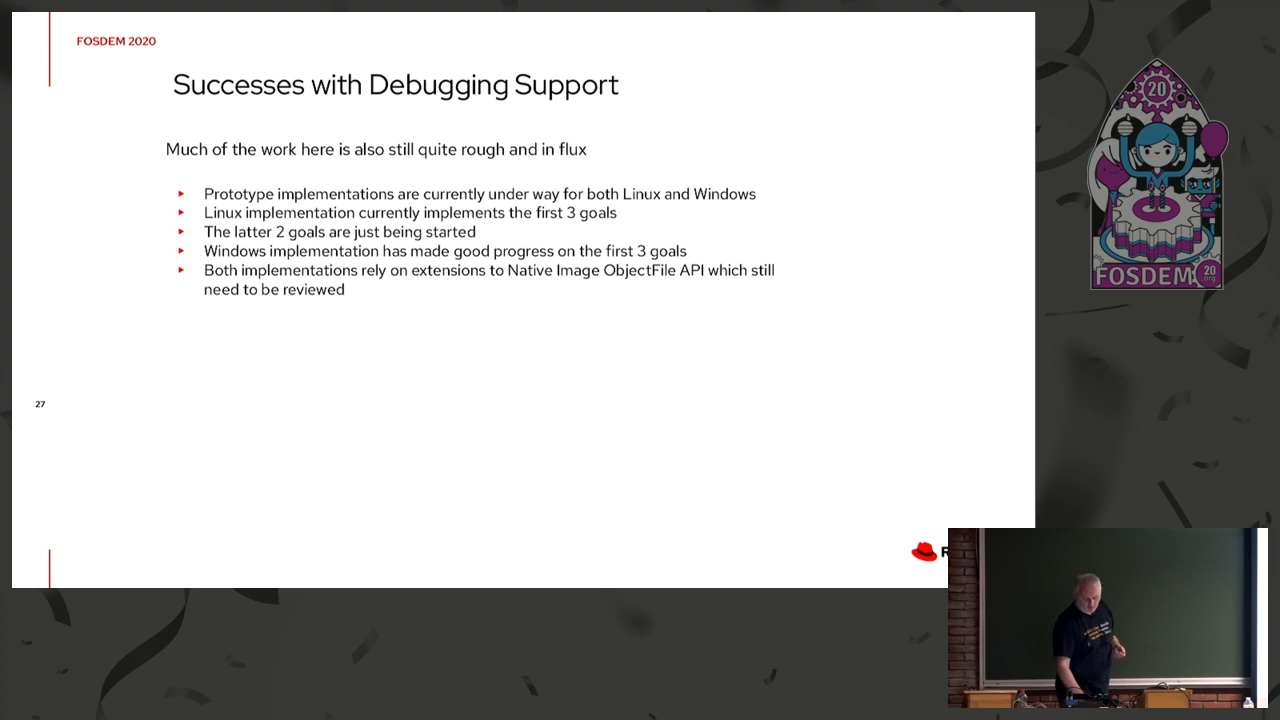 FOSDEM 2020
Successes with Debugging Support
Much of the work here is also still quite rough and in flux
Prototype implementations are currently under way for both Linux and Windows
Linux implementation currently implements the first 3 goals
The latter 2 goals are just being started
Windows implementation has made good progress on the first 3 goals
Both implementations rely on extensions to Native Image ObjectFile API which still
need to be reviewed
27
20
FOSDEM
20
.org